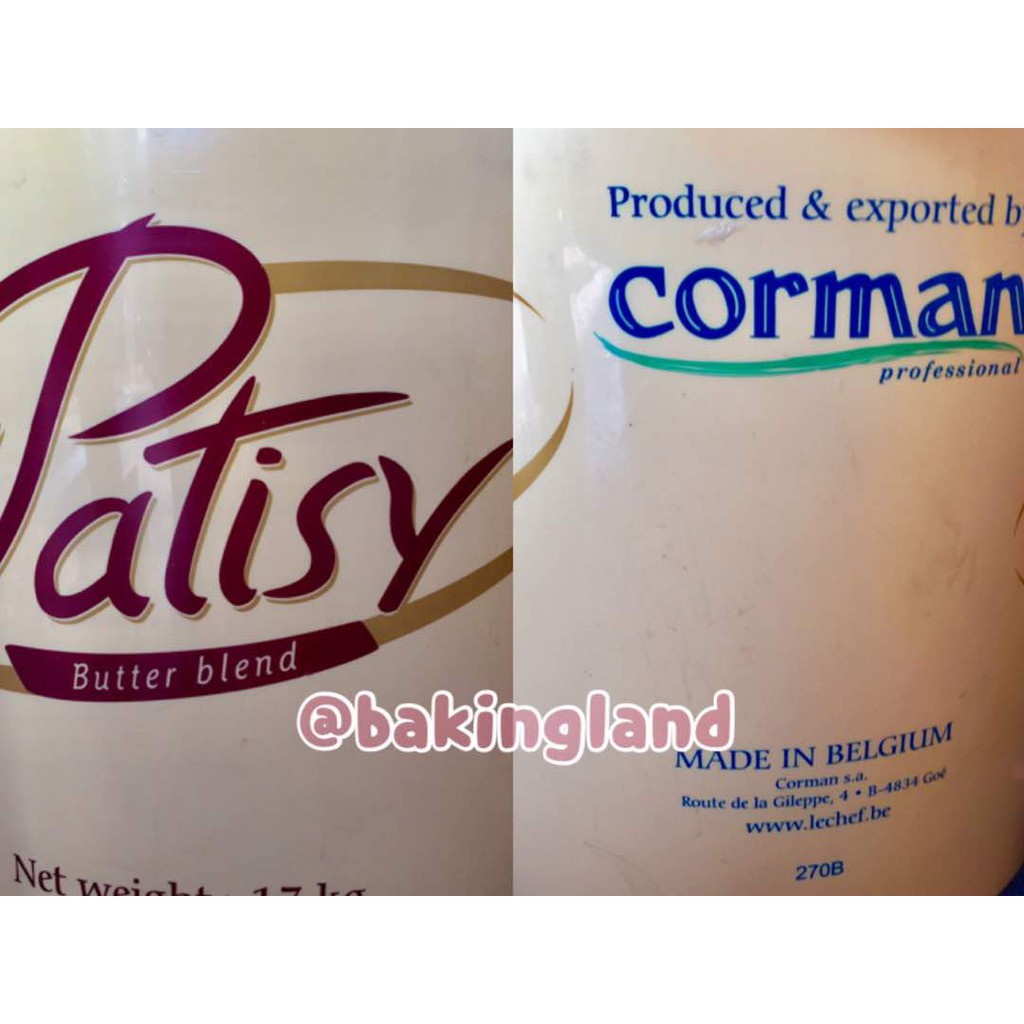 Patisy
Butter blend
Net weight
Produced & exported
corman
professional
@bakingland
MADE IN BELGIUM
Corman s.a.
Route de la Gileppe, 4 • B-4834 Goé
www.lechef.be
270B